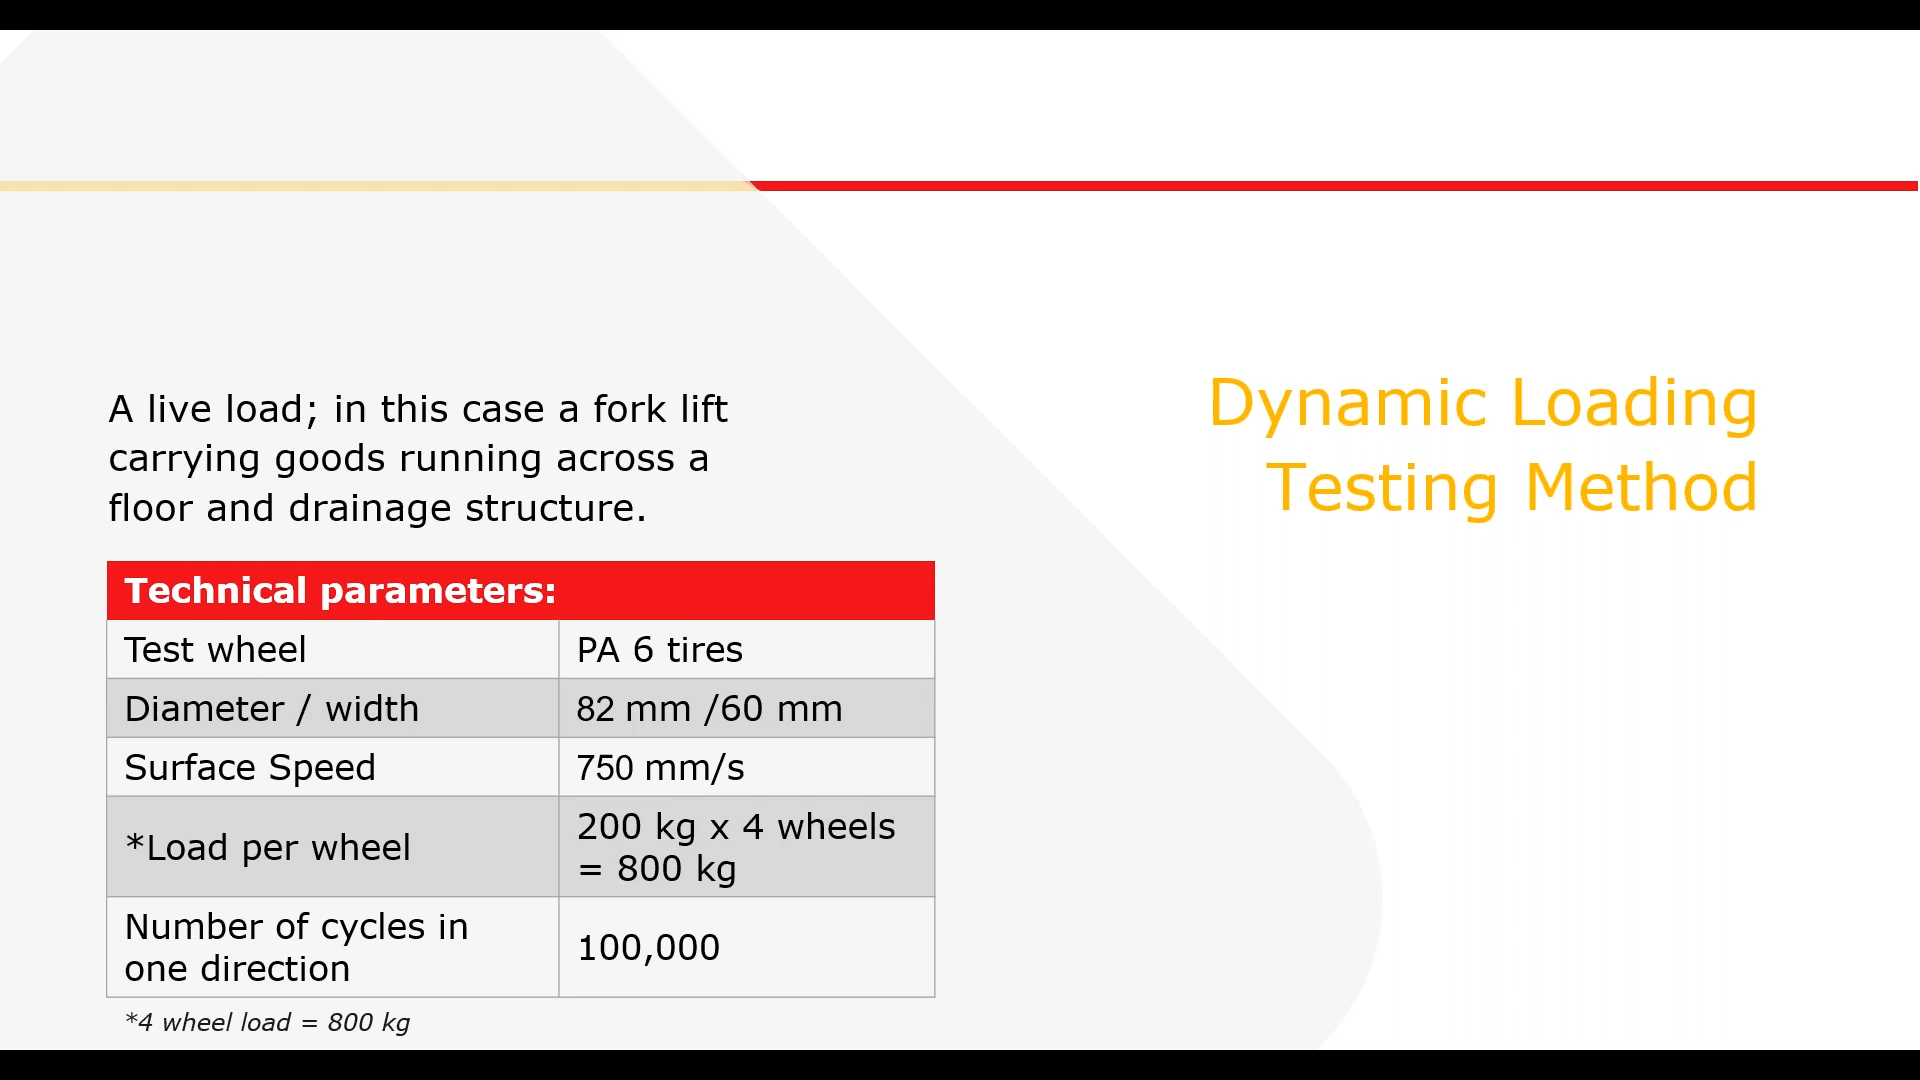 Dynamic Loading
Testing Method
A live load; in this case a fork lift
carrying goods running across a
floor and drainage structure.
Technical parameters:
Test wheel PA 6 tires
Diameter / width 82 mm /60 mm
Surface Speed 750 mm/s
*Load per wheel 200 kg x 4 wheels
= 800 kg
Number of cycles in
one direction 100,000
*4 wheel load = 800 kg